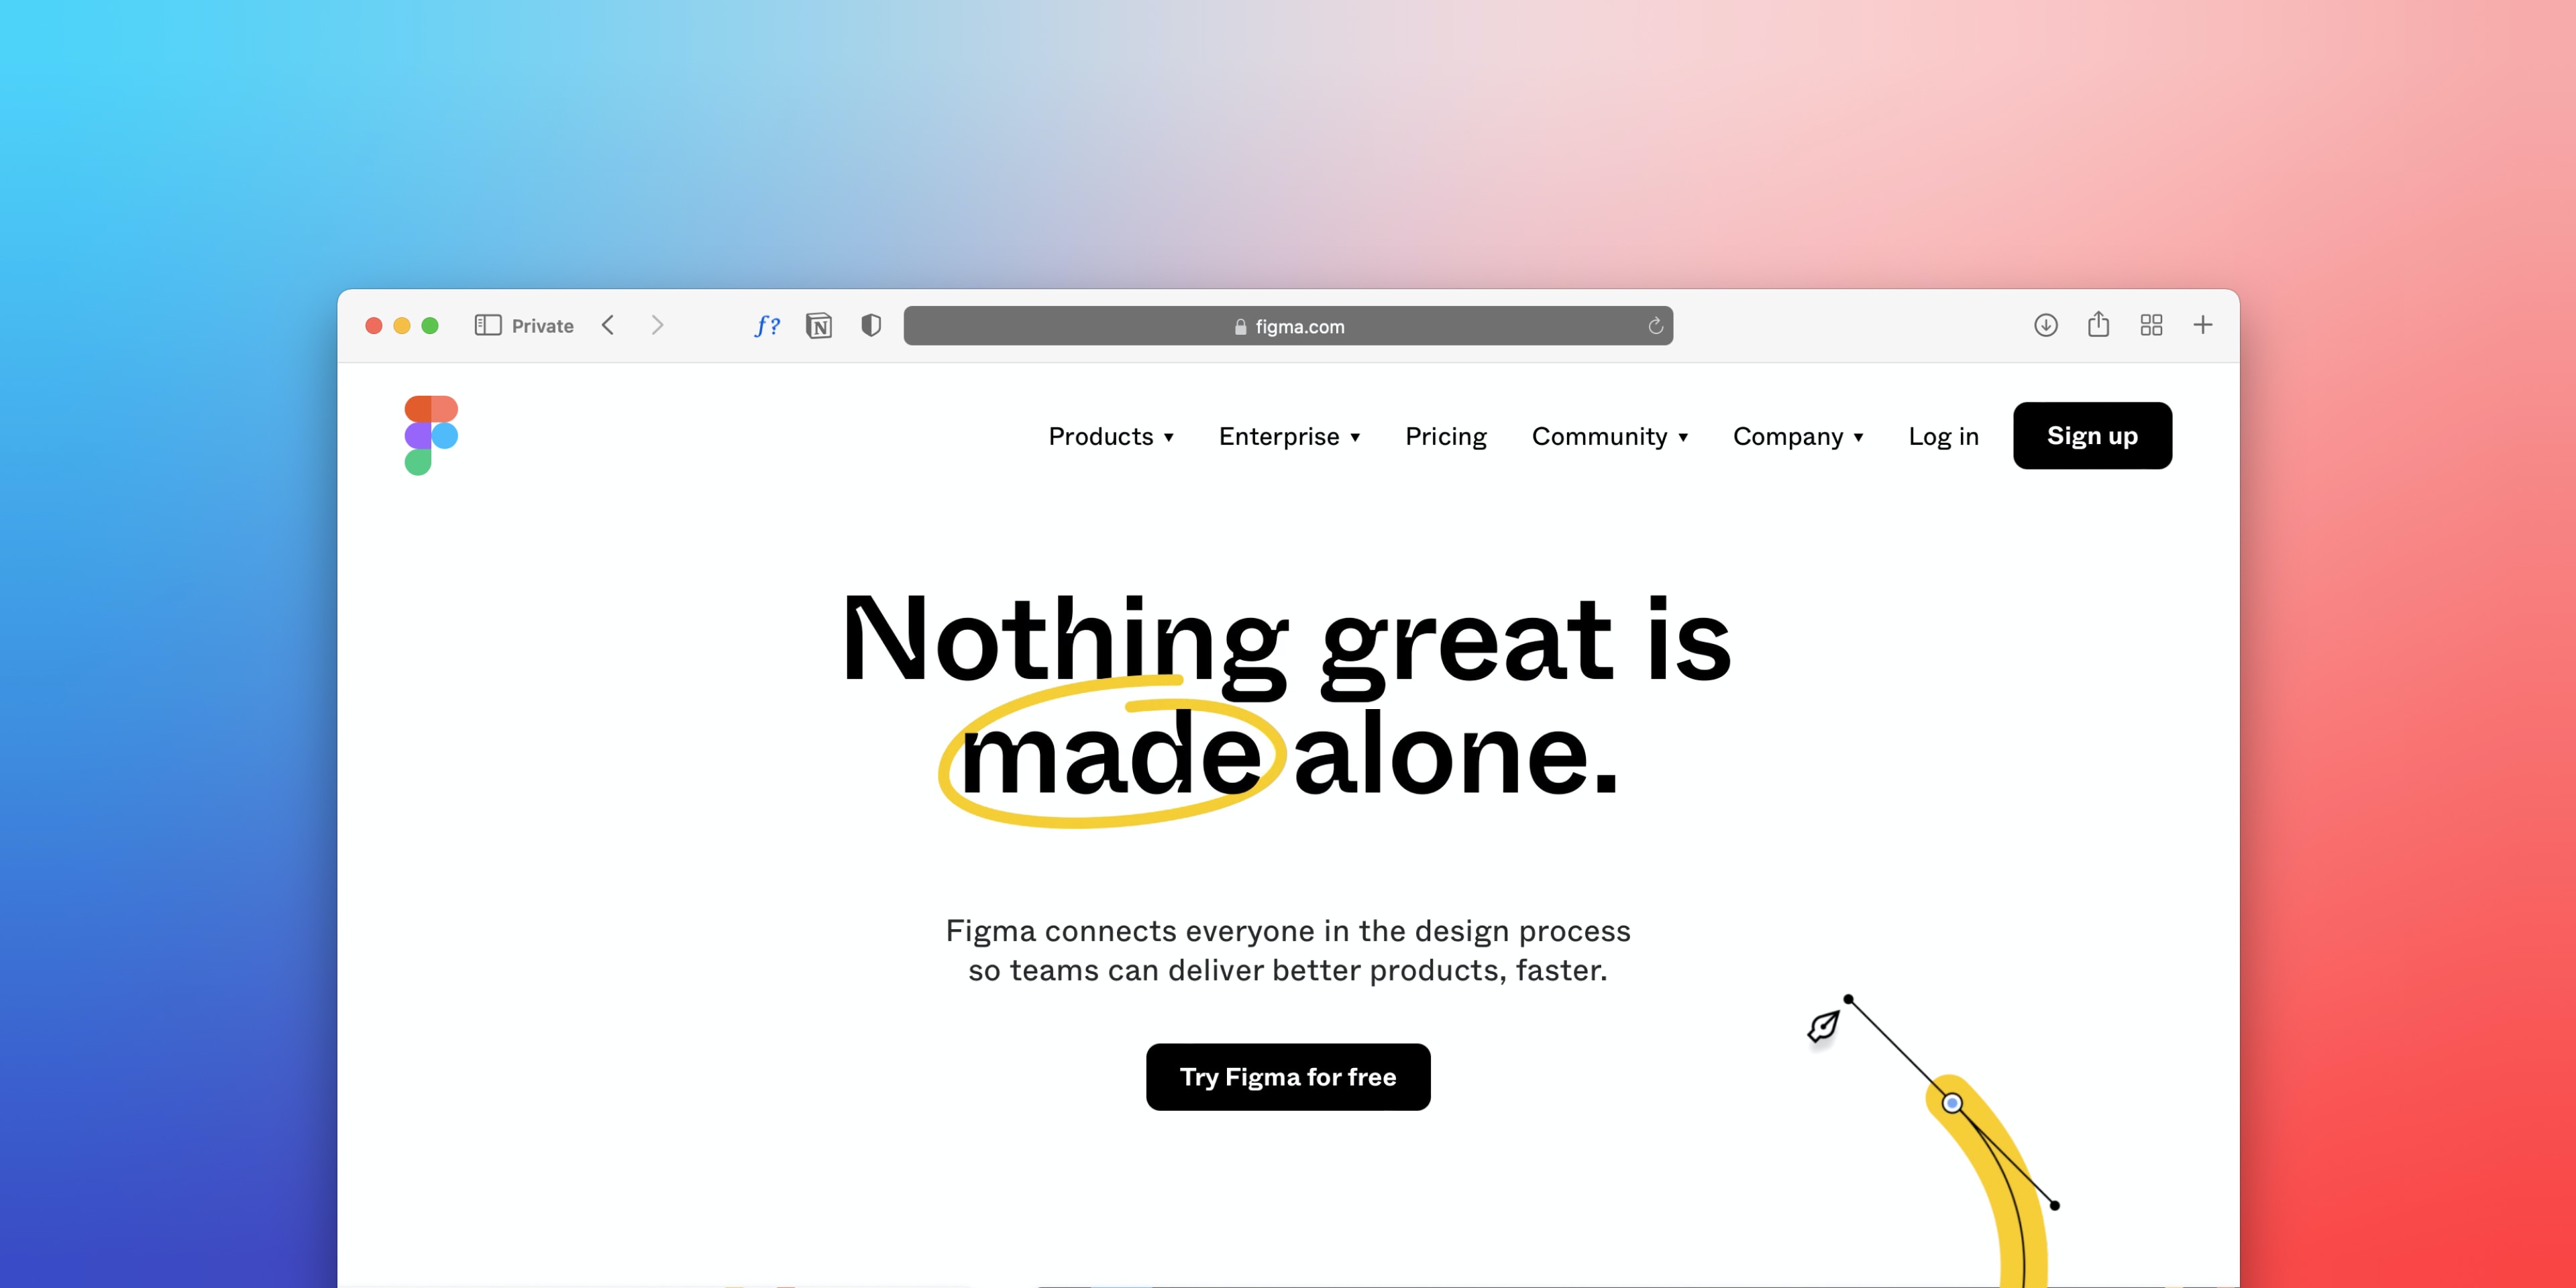 Private
f?
N
figma.com
Products ▾ Enterprise ▾ Pricing Community ▾ Company ▾ Log in Sign up
Nothing great is
made alone.
Figma connects everyone in the design process
so teams can deliver better products, faster.
Try Figma for free